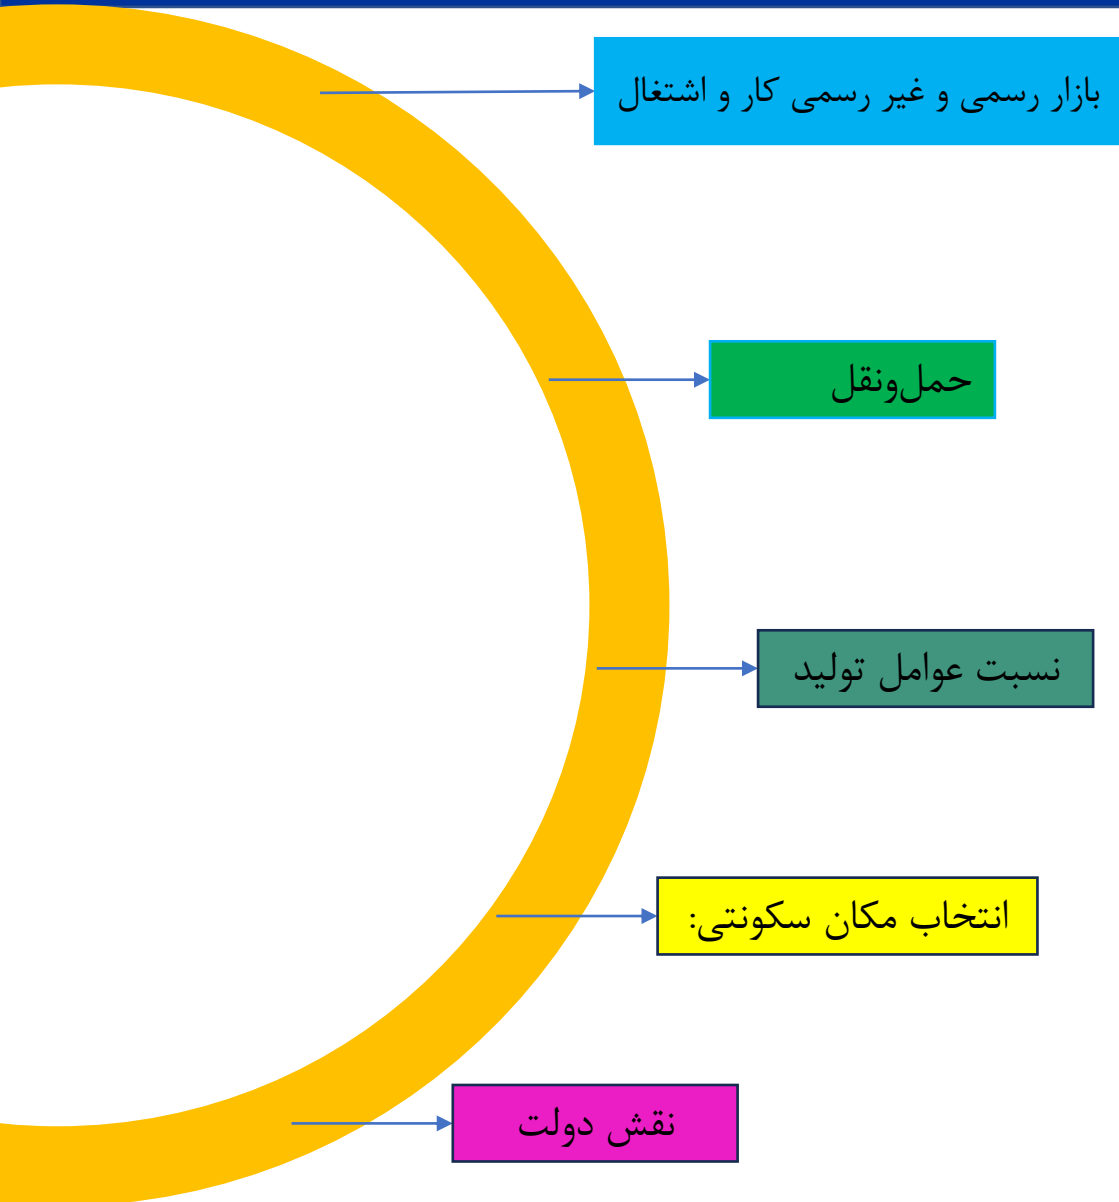 بازار رسمی و غیر رسمی کار و اشتغال
حمل‌ونقل
نسبت عوامل تولید
انتخاب مکان سکونتی:
نقش دولت